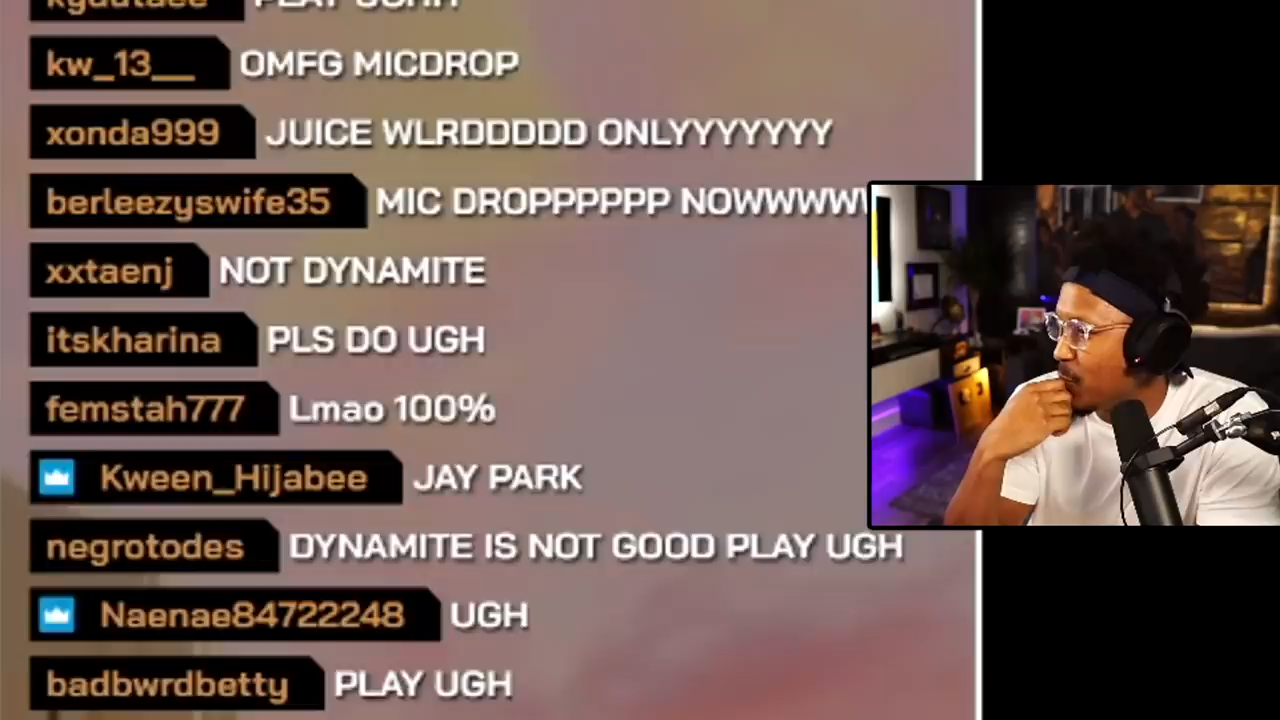 kw_13__ OMFG MICDROP
xonda999 JUICE WLRDDDDD ONLYYYYYYY
berleezyswife35 MIC DROPPPPPP NOWWWW
xxtaenj NOT DYNAMITE
itskharina PLS DO UGH
femstah777 Lmao 100%
Kween_Hijabee JAY PARK
negrotodes DYNAMITE IS NOT GOOD PLAY UGH
Naenae84722248 UGH
badbwrdbetty PLAY UGH